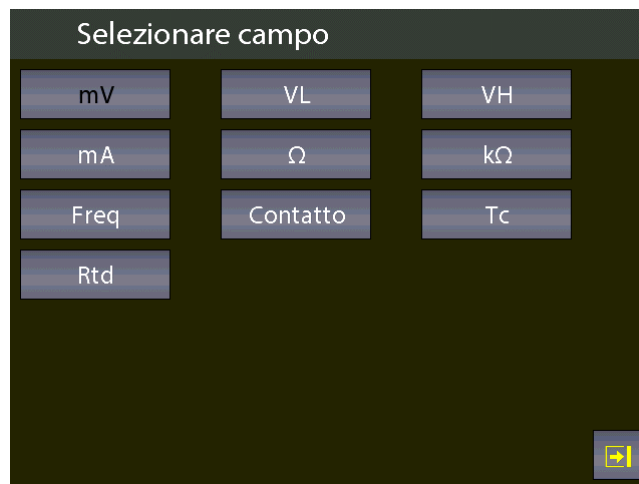 Selezionare campo
mV VL VH
mA Ω kΩ
Freq Contatto Tc
Rtd